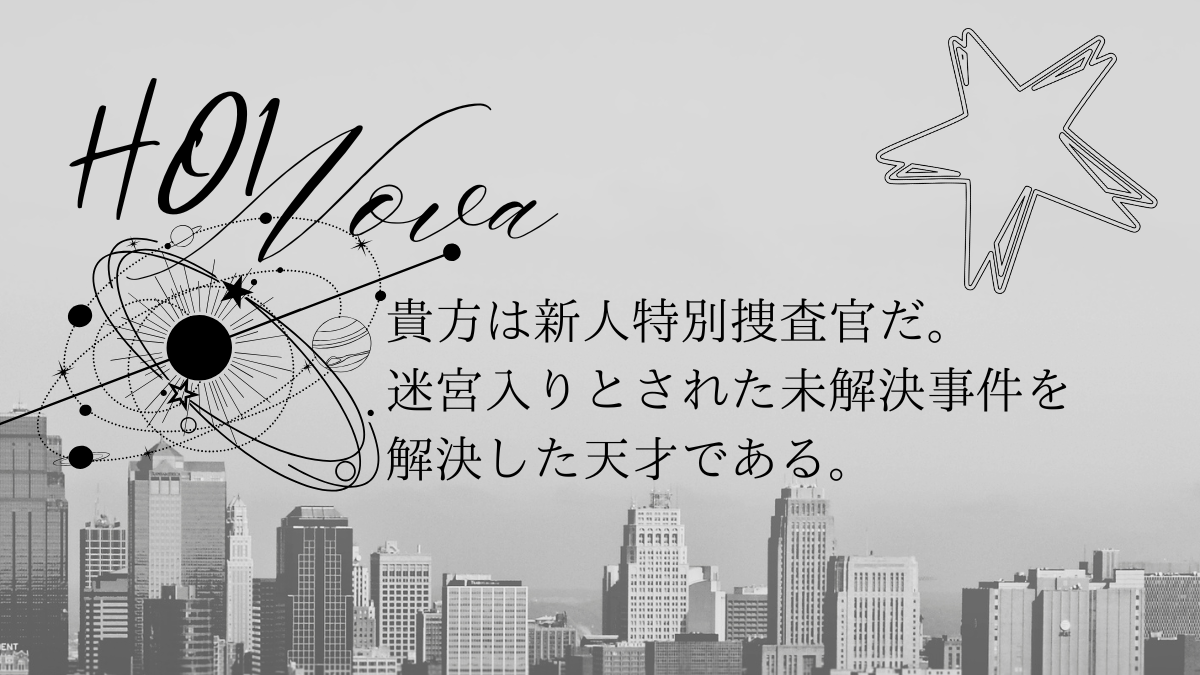 HO1
Nova
貴方は新人特別捜査官だ。
迷宮入りとされた未解決事件を
解決した天才である。
ENT